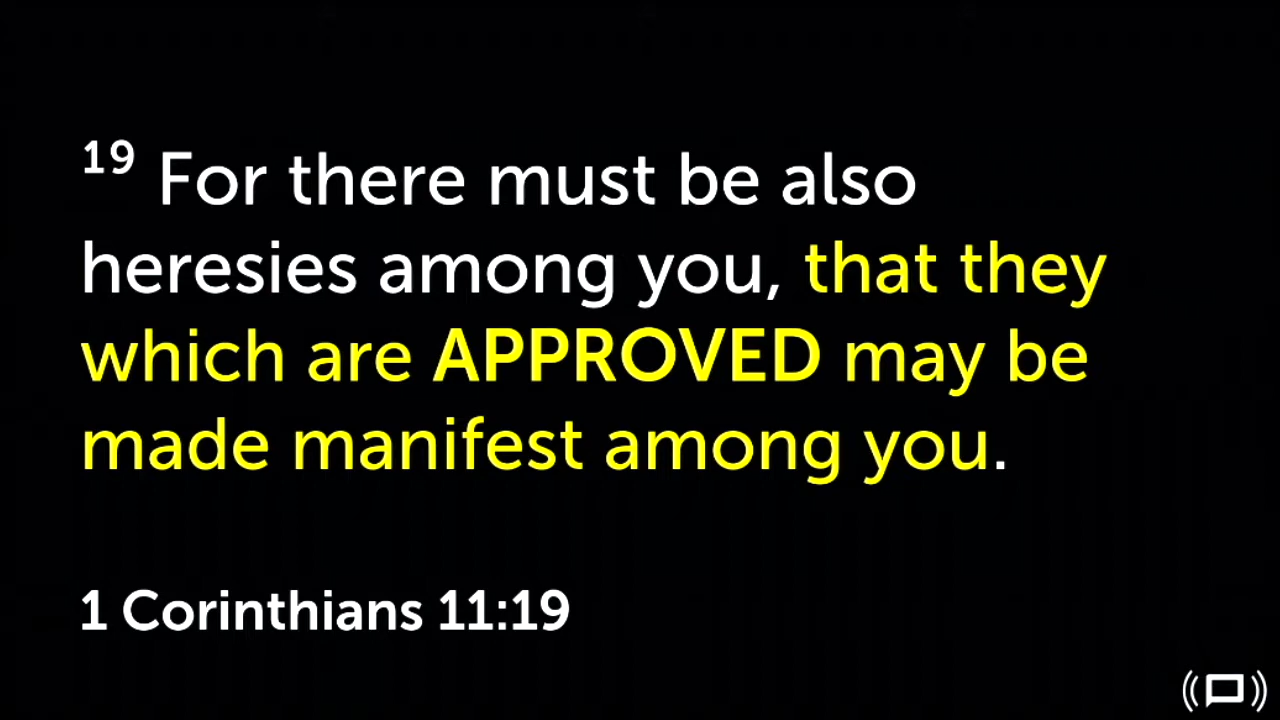 19 For there must be also
heresies among you, that they
which are APPROVED may be
made manifest among you.
1 Corinthians 11:19